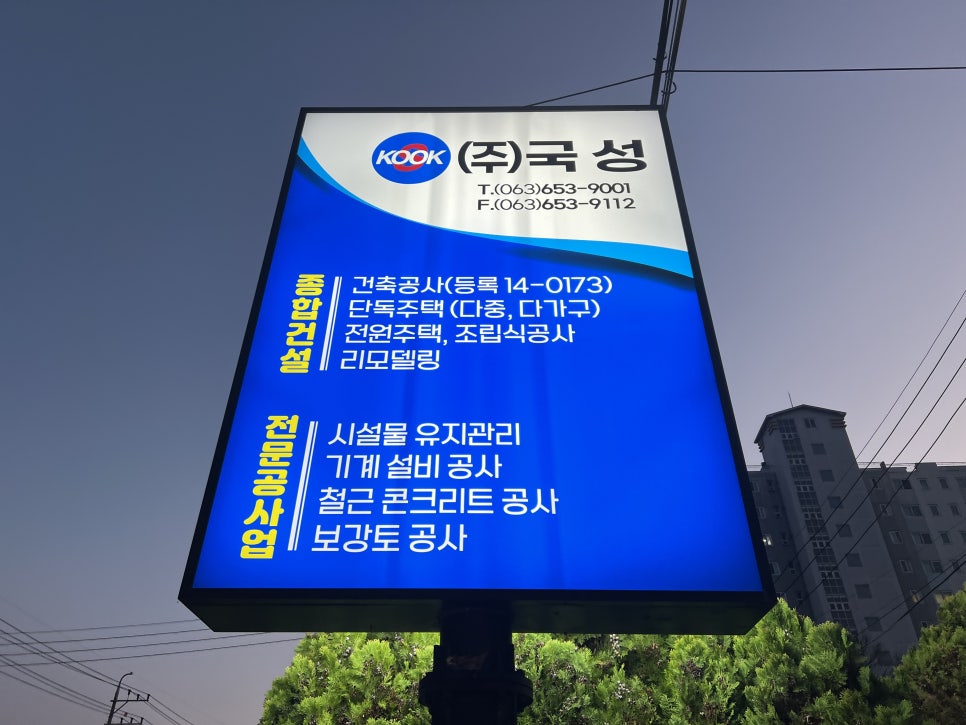 KOOK (주)국 성
T.(063)653-9001
F.(063)653-9112
종합건설
건축공사(등록 14-0173)
단독주택 (다중, 다가구)
전원주택, 조립식공사
리모델링
전문공사업
시설물 유지관리
기계 설비 공사
철근 콘크리트 공사
보강토 공사